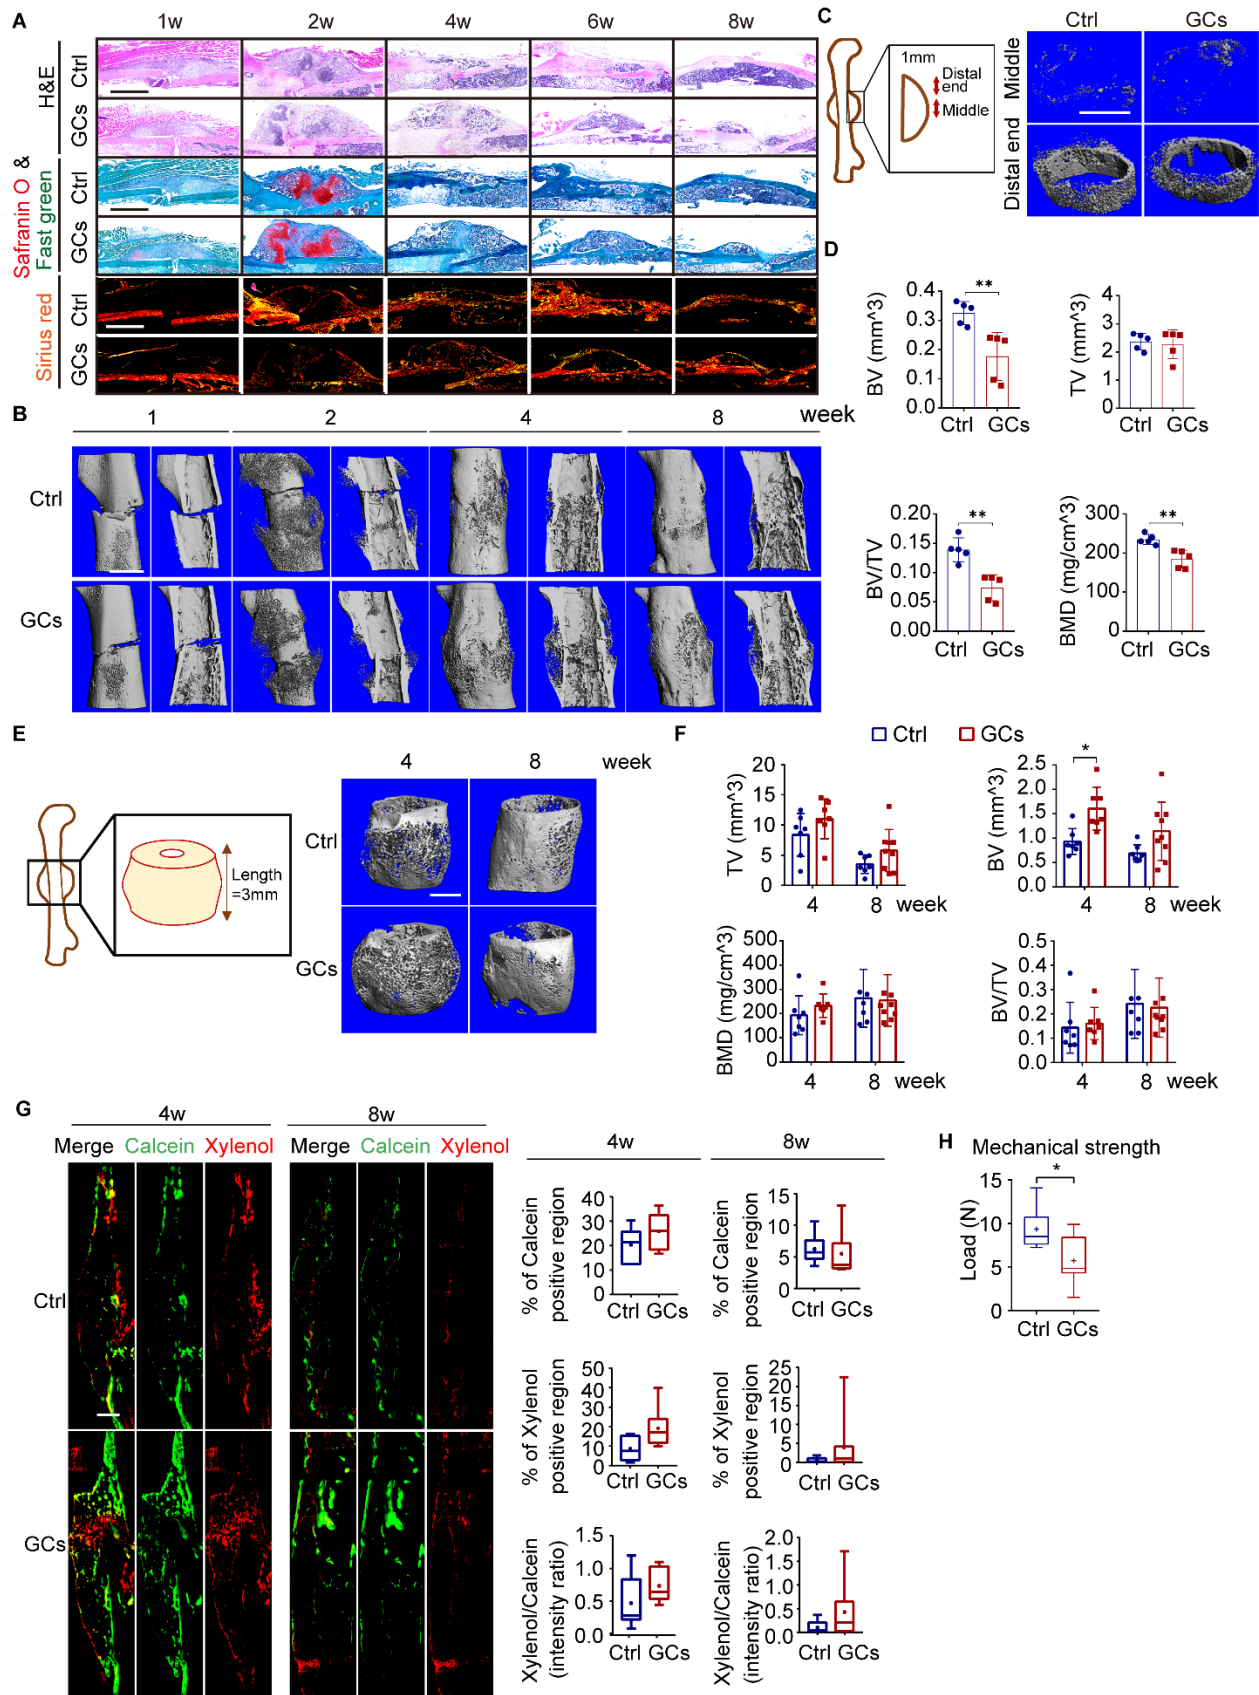 A
1w 2w 4w 6w 8w
H&E
Ctrl
GCs
Safranin O &
Fast green
Ctrl
GCs
Sirius red
Ctrl
GCs
B
1 2 4 8 week
Ctrl
GCs
C
1mm
Distal
end
Middle
Ctrl GCs
Middle
Distal end
D
BV (mm^3)
0.4
0.3
0.2
0.1
0.0
**
Ctrl GCs
TV (mm^3)
4
3
2
1
0
Ctrl GCs
BV/TV
0.20
0.15
0.10
0.05
0.00
**
Ctrl GCs
BMD (mg/cm^3)
300
200
100
0
**
Ctrl GCs
E
Length
=3mm
4 8 week
Ctrl
GCs
F
Ctrl GCs
TV (mm^3)
20
15
10
5
0
4 8 week
BV (mm^3)
2.5
2.0
1.5
1.0
0.5
0.0
*
4 8 week
BMD (mg/cm^3)
500
400
300
200
100
0
4 8 week
BV/TV
0.5
0.4
0.3
0.2
0.1
0.0
4 8 week
G
4w 8w
Merge Calcein Xylenol Merge Calcein Xylenol
Ctrl
GCs
4w 8w
% of Calcein
positive region
40
30
20
10
0
Ctrl GCs
% of Calcein
positive region
15
10
5
0
Ctrl GCs
% of Xylenol
positive region
50
40
30
20
10
0
Ctrl GCs
% of Xylenol
positive region
25
20
15
10
5
0
Ctrl GCs
Xylenol/Calcein
(intensity ratio)
1.5
1.0
0.5
0.0
Ctrl GCs
Xylenol/Calcein
(intensity ratio)
2.0
1.5
1.0
0.5
0.0
Ctrl GCs
H
Mechanical strength
Load (N)
15
10
5
0
*
Ctrl GCs